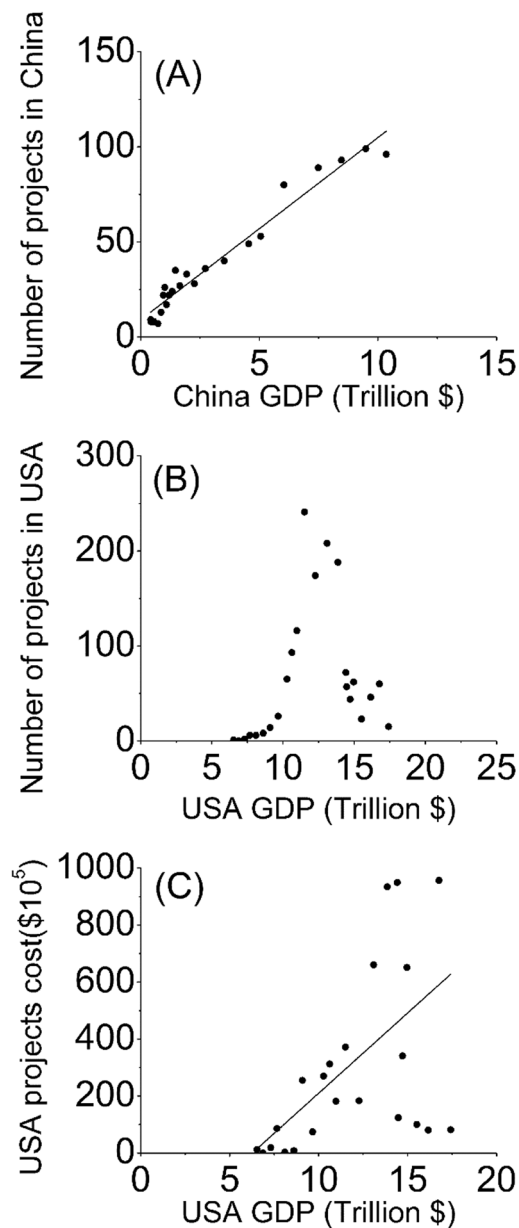 (A)
Number of projects in China
150
100
50
0
0 5 10 15
China GDP (Trillion $)
(B)
Number of projects in USA
300
200
100
0
0 5 10 15 20 25
USA GDP (Trillion $)
(C)
USA projects cost($10⁵)
1000
800
600
400
200
0
0 5 10 15 20
USA GDP (Trillion $)